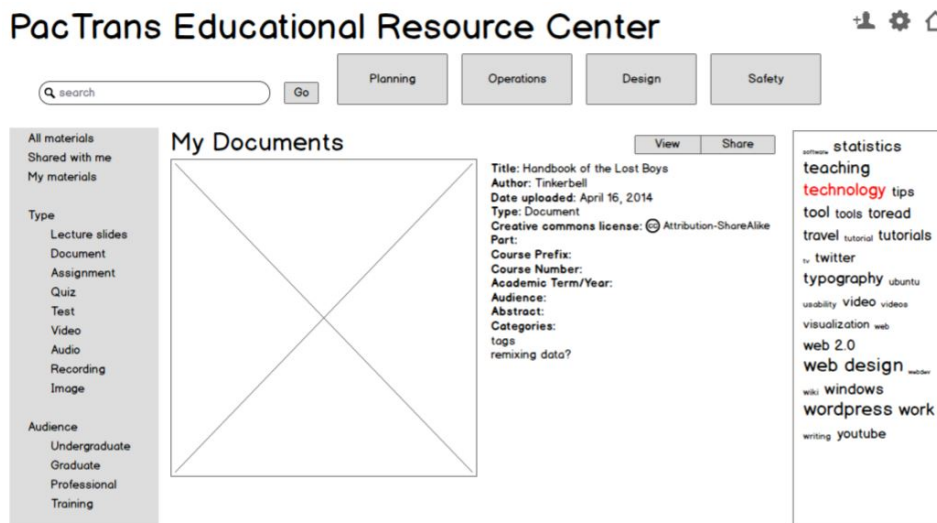 PacTrans Educational Resource Center
search
Go
Planning
Operations
Design
Safety
All materials
Shared with me
My materials
Type
Lecture slides
Document
Assignment
Quiz
Test
Video
Audio
Recording
Image
Audience
Undergraduate
Graduate
Professional
Training
My Documents
View
Share
Title: Handbook of the Lost Boys
Author: Tinkerbell
Date uploaded: April 16, 2014
Type: Document
Creative commons license: cc Attribution-ShareAlike
Part:
Course Prefix:
Course Number:
Academic Term/Year:
Audience:
Abstract:
Categories:
tags
remixing data?
software statistics
teaching
technology tips
tool tools toread
travel tutorial tutorials
tv twitter
typography ubuntu
usability video videos
visualization web
web 2.0
web design webdev
wiki windows
wordpress work
writing youtube